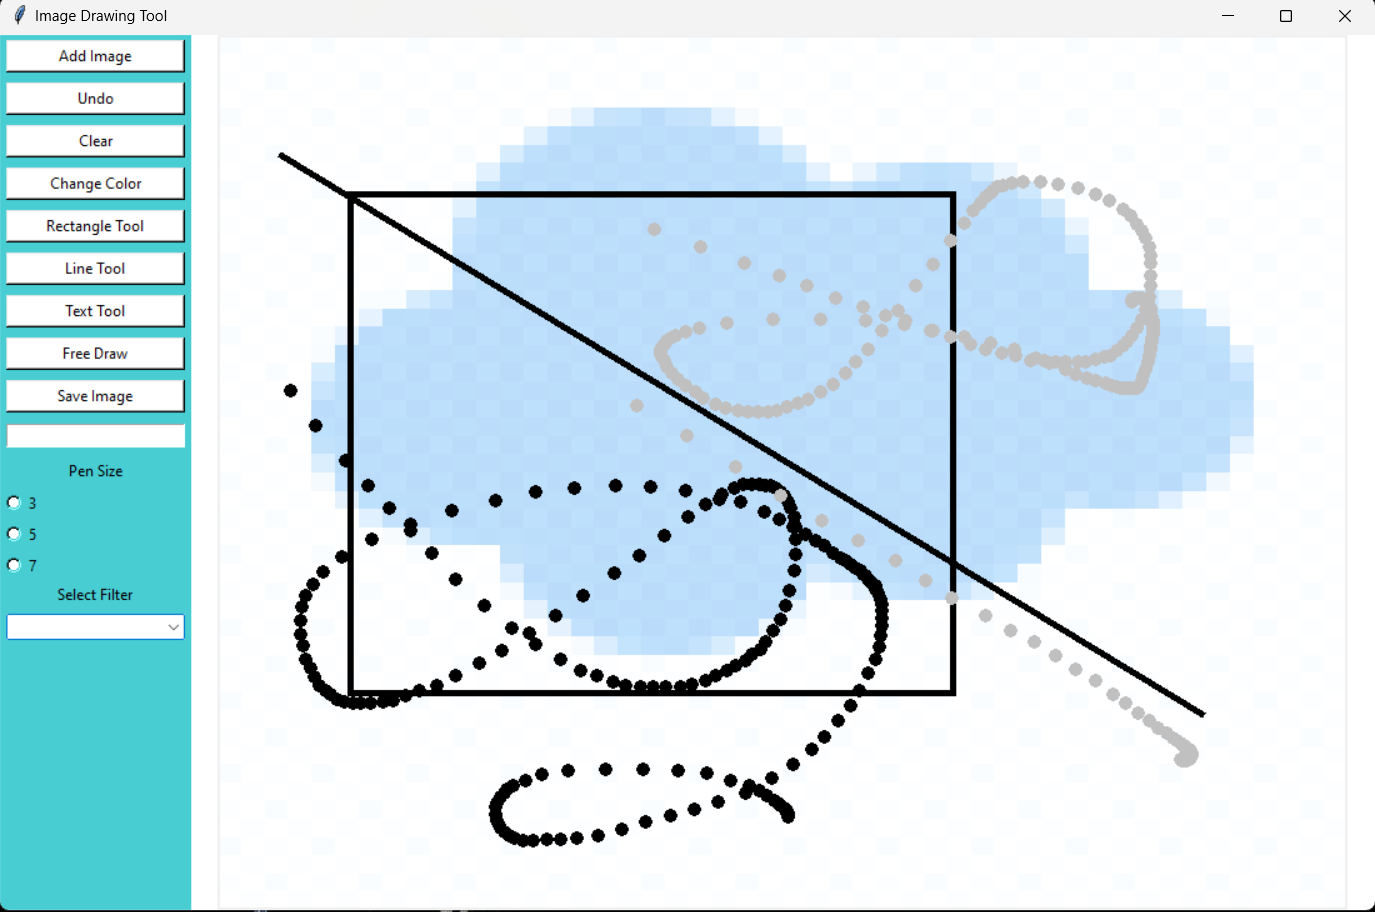 Image Drawing Tool
Add Image
Undo
Clear
Change Color
Rectangle Tool
Line Tool
Text Tool
Free Draw
Save Image
Pen Size
3
5
7
Select Filter